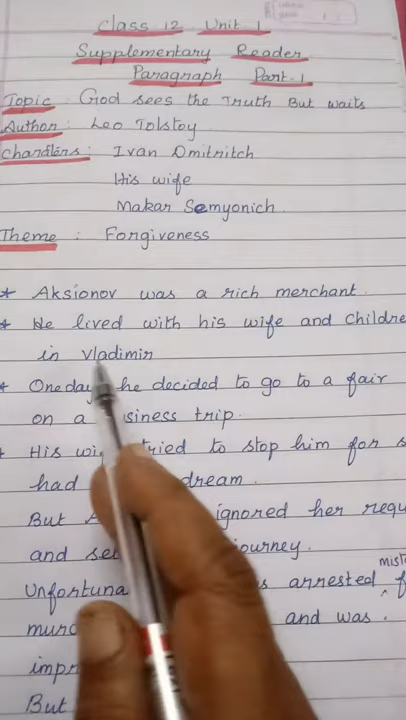 Class 12 Unit 1
Supplementary Reader
Paragraph Part-1
Topic : God sees the Truth But waits
Author : Leo Tolstoy
Chandlers : Ivan Dmitritch
His wife
Makar Semyonich
Theme : Forgiveness
* Aksionov was a rich merchant.
* He lived with his wife and childre
in Vladimir
* One day he decided to go to a fair
on a business trip.
* His wi tried to stop him for s
had dream.
But A ignored her requ
and se journey.
mist
Unfortuna s arrested f
murd and was
impr
But